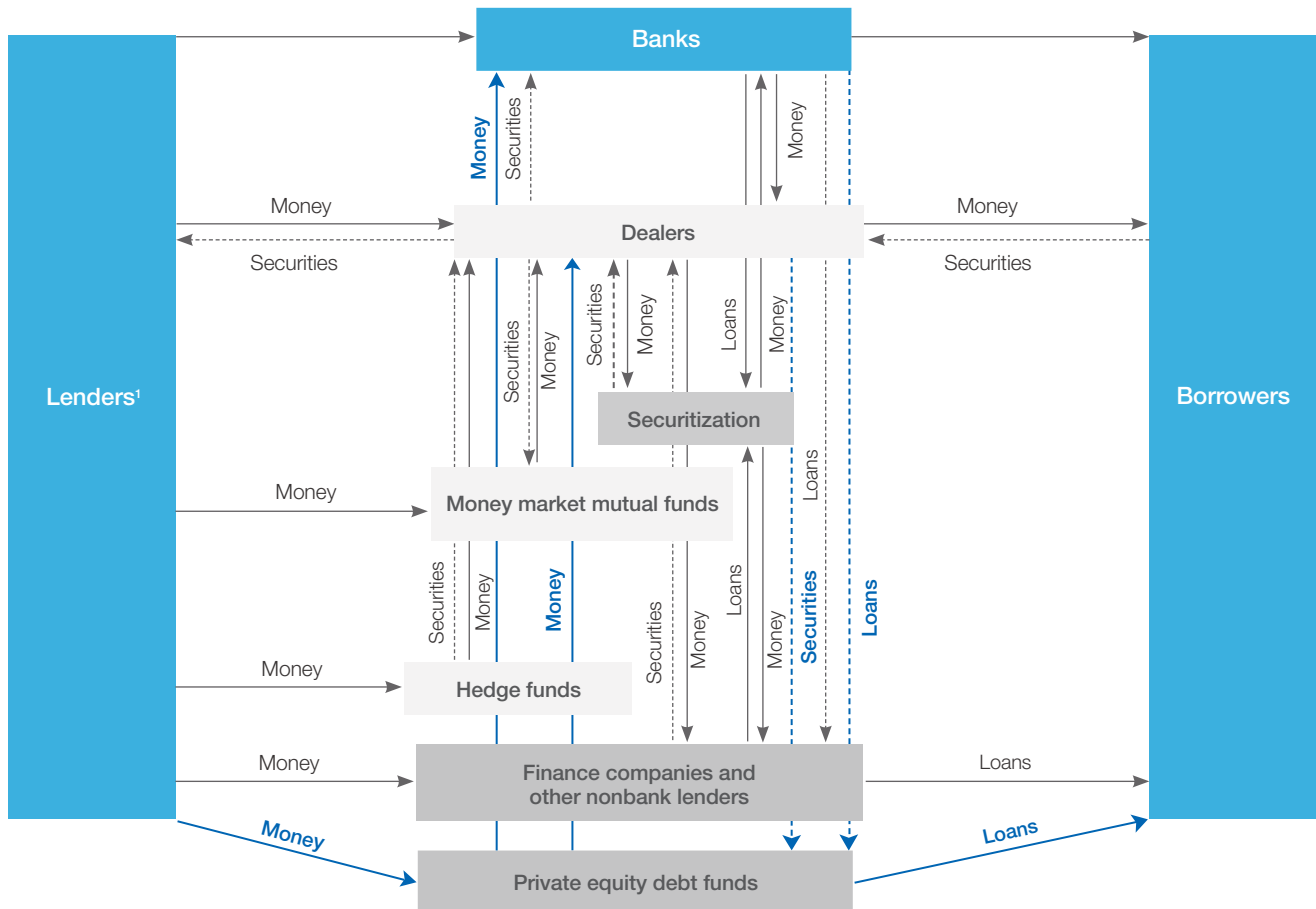 Banks
Securities
Money
Money
Money
Dealers
Money
Securities
Securities
Securities
Money
Securities
Money
Loans
Money
Lenders¹
Borrowers
Securitization
Loans
Money
Money market mutual funds
Securities
Money
Money
Securities
Money
Loans
Money
Securities
Loans
Money
Hedge funds
Money
Finance companies and
other nonbank lenders
Loans
Money
Loans
Private equity debt funds